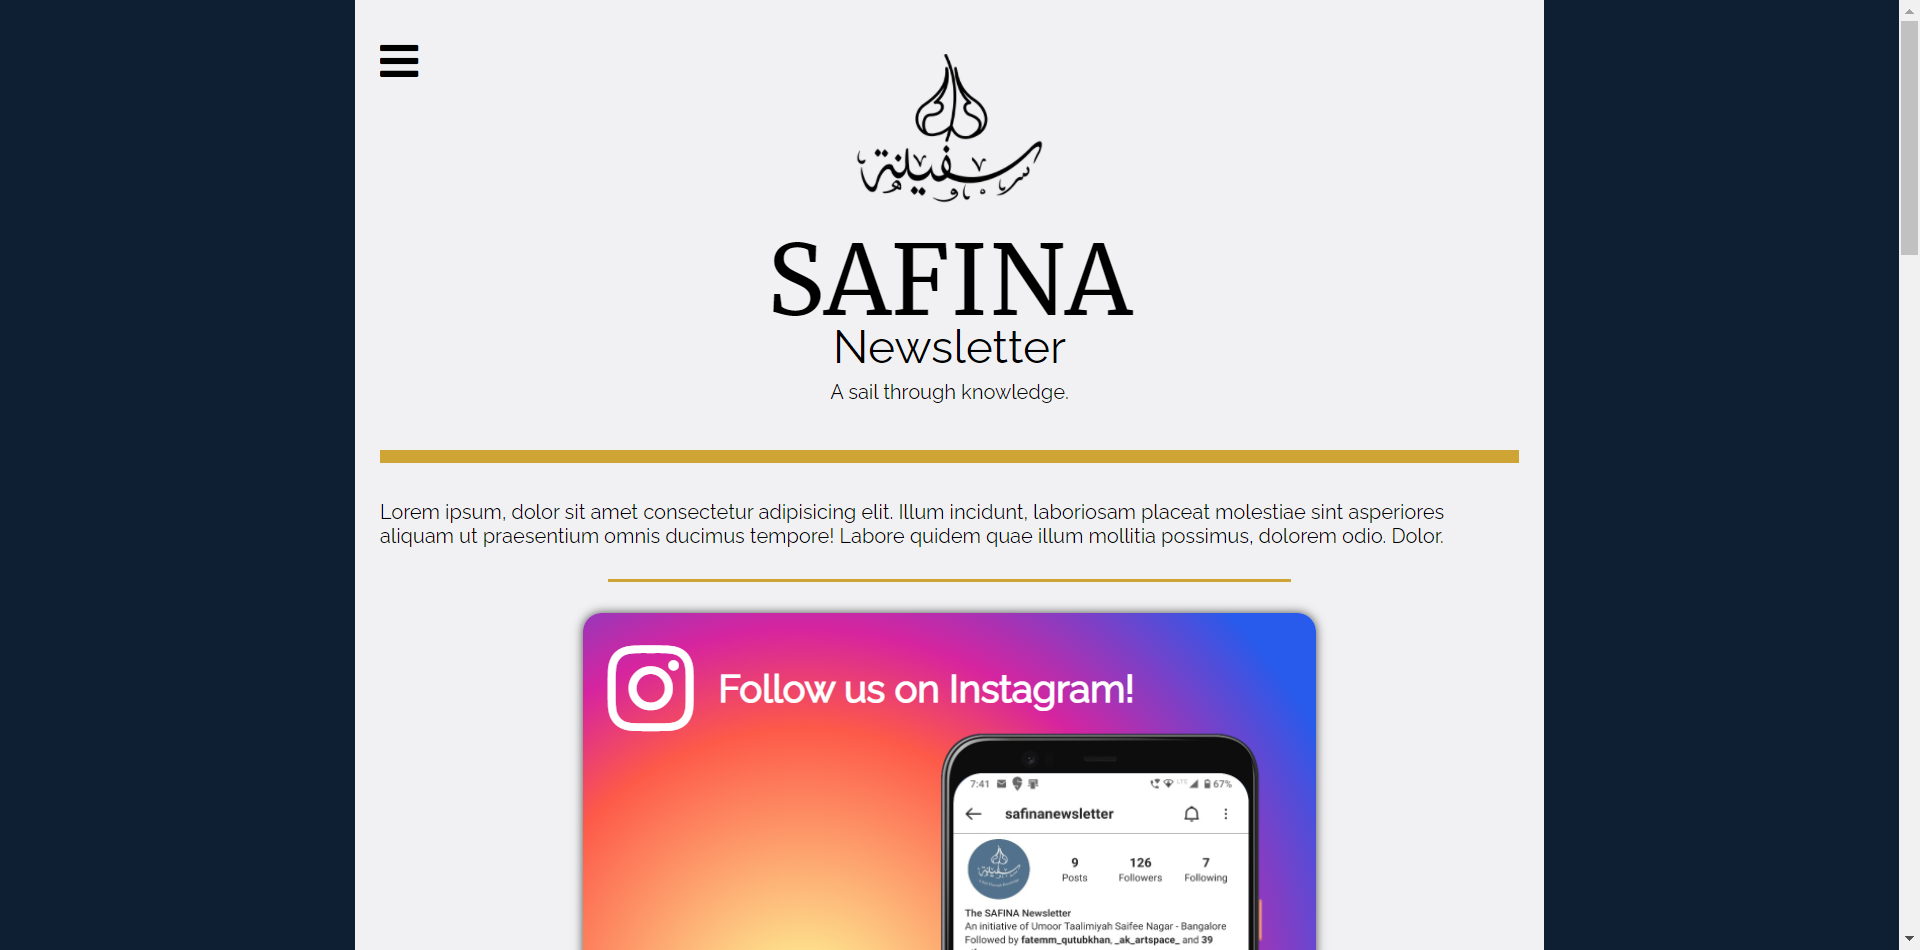 سفينة
SAFINA
Newsletter
A sail through knowledge.
Lorem ipsum, dolor sit amet consectetur adipisicing elit. Illum incidunt, laboriosam placeat molestiae sint asperiores
aliquam ut praesentium omnis ducimus tempore! Labore quidem quae illum mollitia possimus, dolorem odio. Dolor.
Follow us on Instagram!
7:41 LTE 67%
safinanewsletter
9 126 7
Posts Followers Following
The SAFINA Newsletter
An initiative of Umoor Taalimiyah Saifee Nagar - Bangalore
Followed by fatemm_qutubkhan, _ak_artspace_ and 39